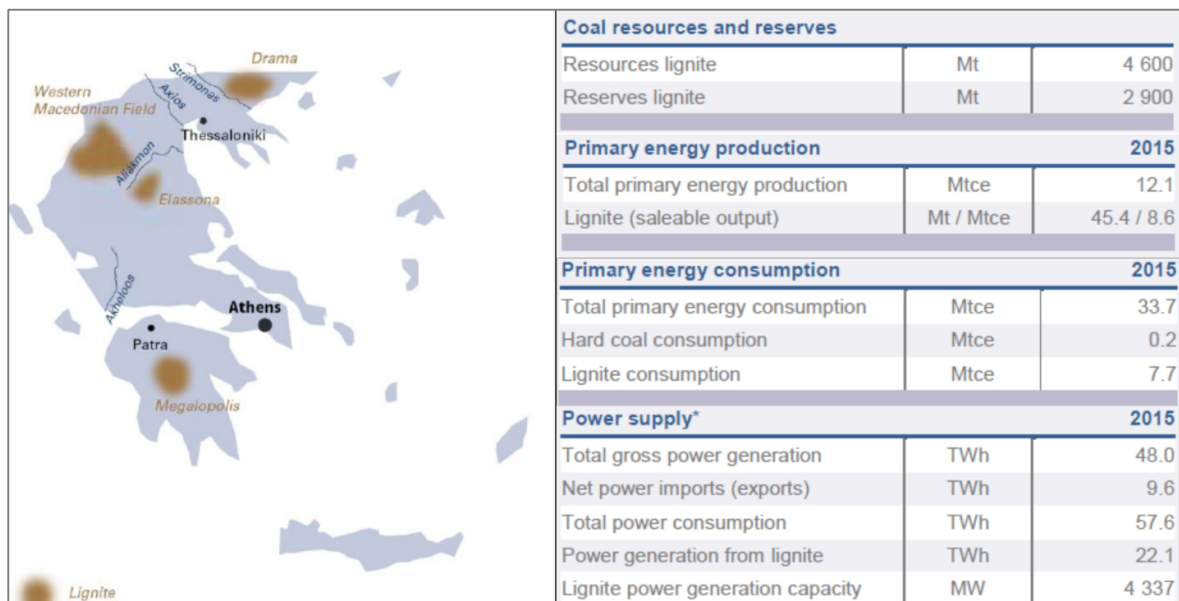 Drama
Strimonas
Axios
Western
Macedonian Field
Thessaloniki
Aliakmon
Elassona
Akheloos
Athens
Patra
Megalopolis
Lignite
Coal resources and reserves
Resources lignite Mt 4 600
Reserves lignite Mt 2 900
Primary energy production 2015
Total primary energy production Mtce 12.1
Lignite (saleable output) Mt / Mtce 45.4 / 8.6
Primary energy consumption 2015
Total primary energy consumption Mtce 33.7
Hard coal consumption Mtce 0.2
Lignite consumption Mtce 7.7
Power supply* 2015
Total gross power generation TWh 48.0
Net power imports (exports) TWh 9.6
Total power consumption TWh 57.6
Power generation from lignite TWh 22.1
Lignite power generation capacity MW 4 337